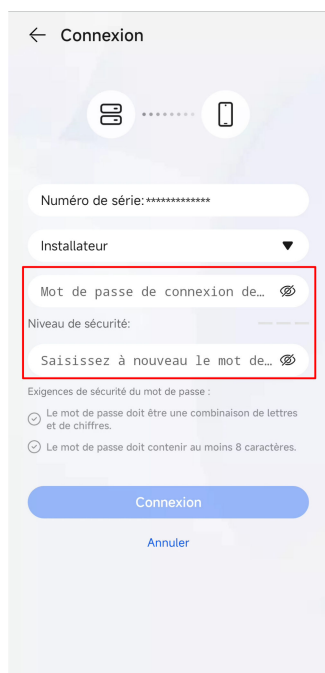 Connexion
Numéro de série:*************
Installateur
Mot de passe de connexion de…
Niveau de sécurité:
Saisissez à nouveau le mot de…
Exigences de sécurité du mot de passe :
Le mot de passe doit être une combinaison de lettres
et de chiffres.
Le mot de passe doit contenir au moins 8 caractères.
Connexion
Annuler